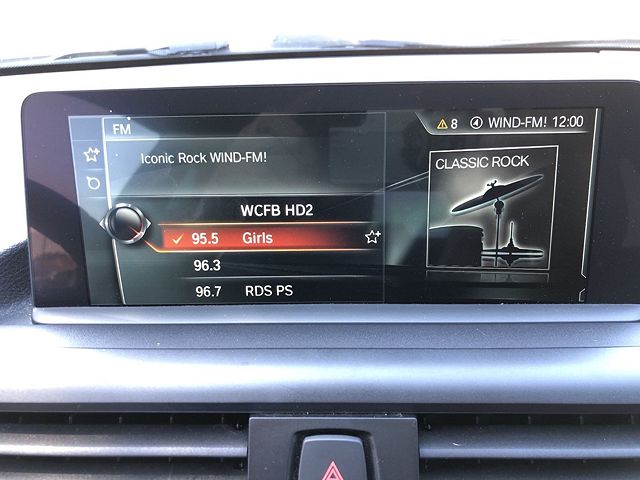 FM
8 WIND-FM! 12:00
Iconic Rock WIND-FM!
CLASSIC ROCK
WCFB HD2
95.5 Girls
96.3
96.7 RDS PS